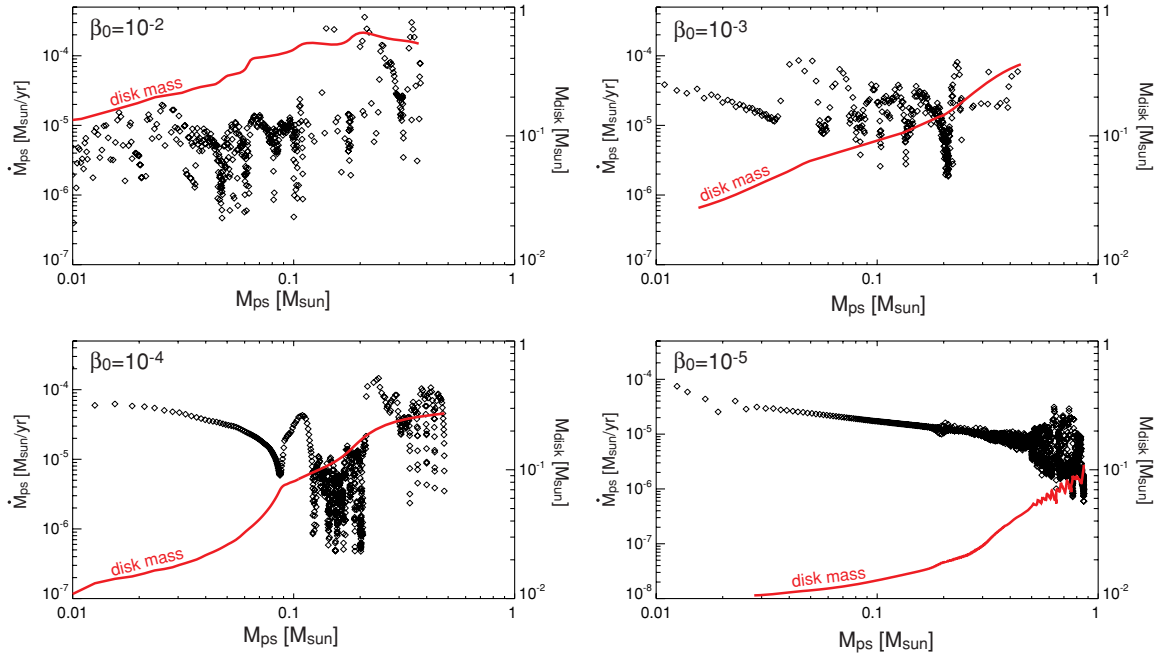 β0=10-2
disk mass
10-4
10-5
10-6
10-7
Ṁps [Msun/yr]
1
10-1
10-2
Mdisk [Msun]
0.01
0.1
1
Mps [Msun]
β0=10-3
disk mass
10-4
10-5
10-6
10-7
Ṁps [Msun/yr]
1
10-1
10-2
Mdisk [Msun]
0.01
0.1
1
Mps [Msun]
β0=10-4
disk mass
10-4
10-5
10-6
10-7
Ṁps [Msun/yr]
1
10-1
10-2
Mdisk [Msun]
0.01
0.1
1
Mps [Msun]
β0=10-5
disk mass
10-4
10-5
10-6
10-7
10-8
Ṁps [Msun/yr]
1
10-1
10-2
Mdisk [Msun]
0.01
0.1
1
Mps [Msun]